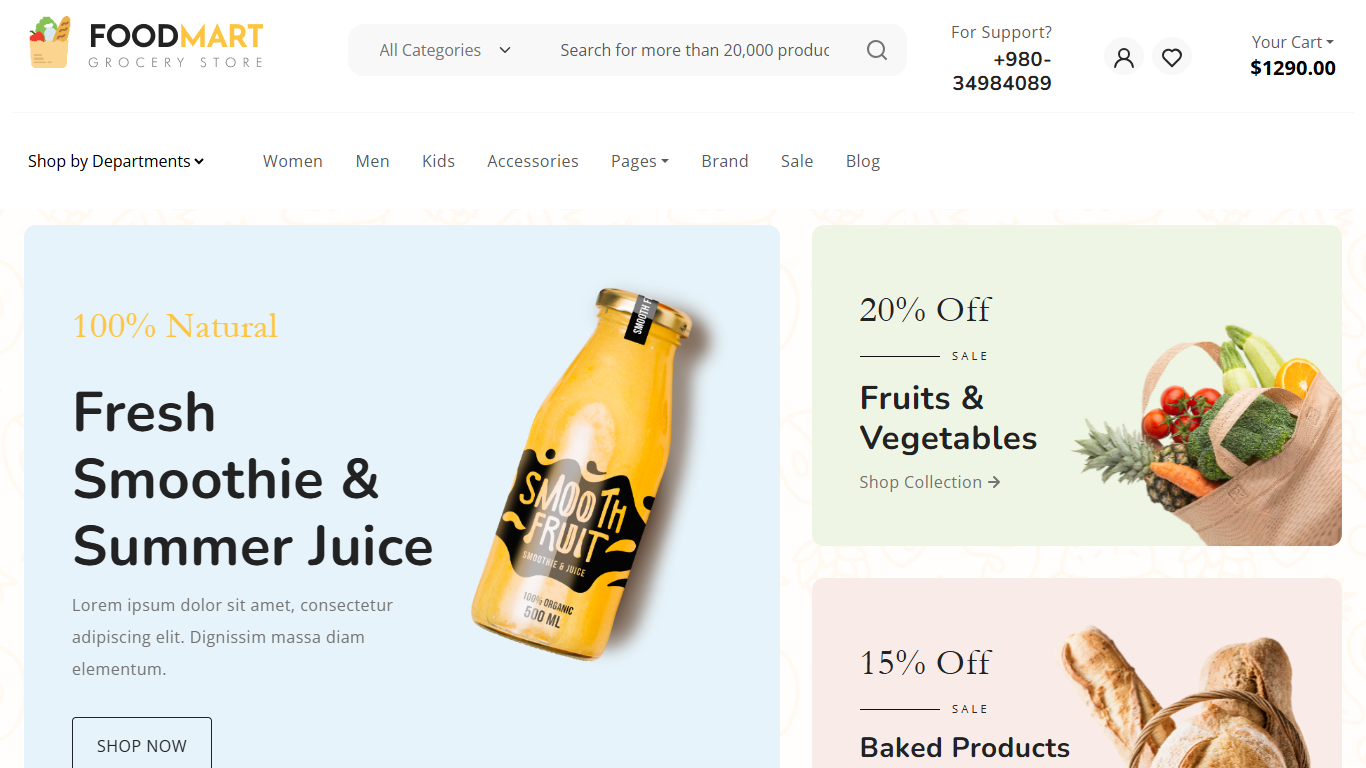 FOODMART
GROCERY STORE
All Categories
Search for more than 20,000 produc
For Support?
+980-
34984089
Your Cart
$1290.00
Shop by Departments
Women
Men
Kids
Accessories
Pages
Brand
Sale
Blog
100% Natural
Fresh
Smoothie &
Summer Juice
Lorem ipsum dolor sit amet, consectetur
adipiscing elit. Dignissim massa diam
elementum.
SHOP NOW
SMOOTH F
SMOOTH
FRUIT
SMOOTHIE & JUICE
100% ORGANIC
500 ML
20% Off
SALE
Fruits &
Vegetables
Shop Collection
15% Off
SALE
Baked Products